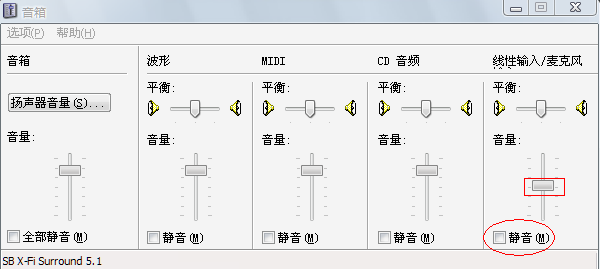 音箱
选项(P) 帮助(H)
音箱 波形 MIDI CD 音频 线性输入/麦克风
平衡: 平衡: 平衡: 平衡:
扬声器音量(S)...
音量: 音量: 音量: 音量: 音量:
全部静音(M) 静音(M) 静音(M) 静音(M) 静音(M)
SB X-Fi Surround 5.1